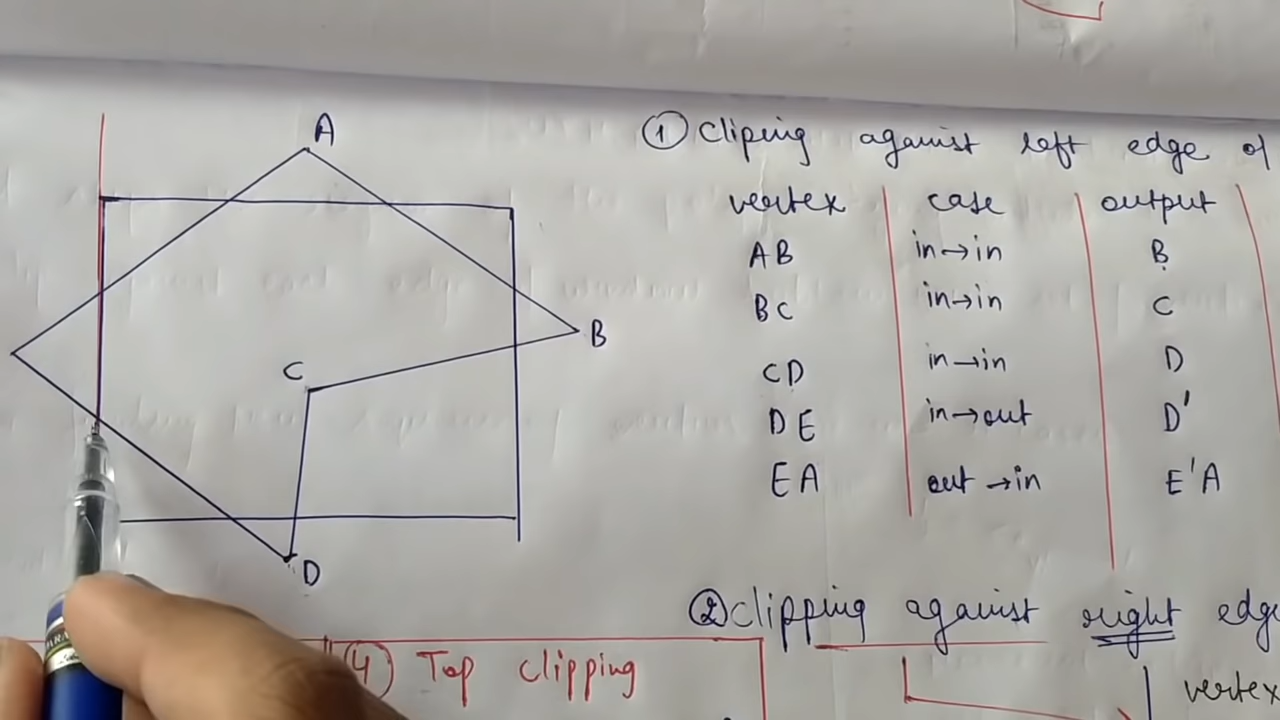 A
B
C
D
① Cliping against left edge of
vertex case output
AB in→in B
BC in→in C
CD in→in D
DE in→out D'
EA out→in E'A
② Clipping against right edge
④ Top clipping
vertex